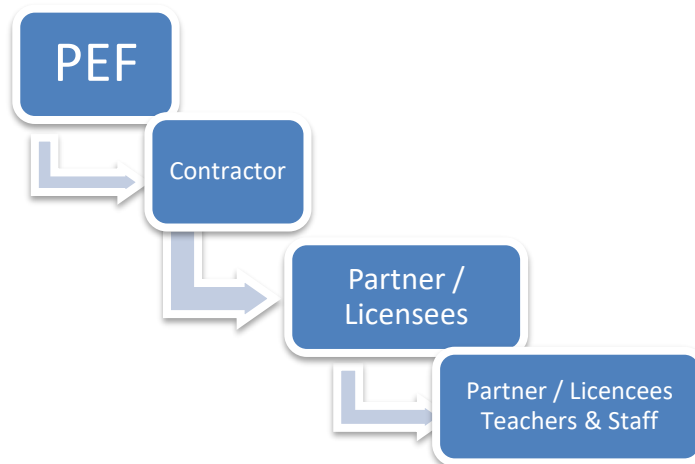 PEF
Contractor
Partner /
Licensees
Partner / Licencees
Teachers & Staff